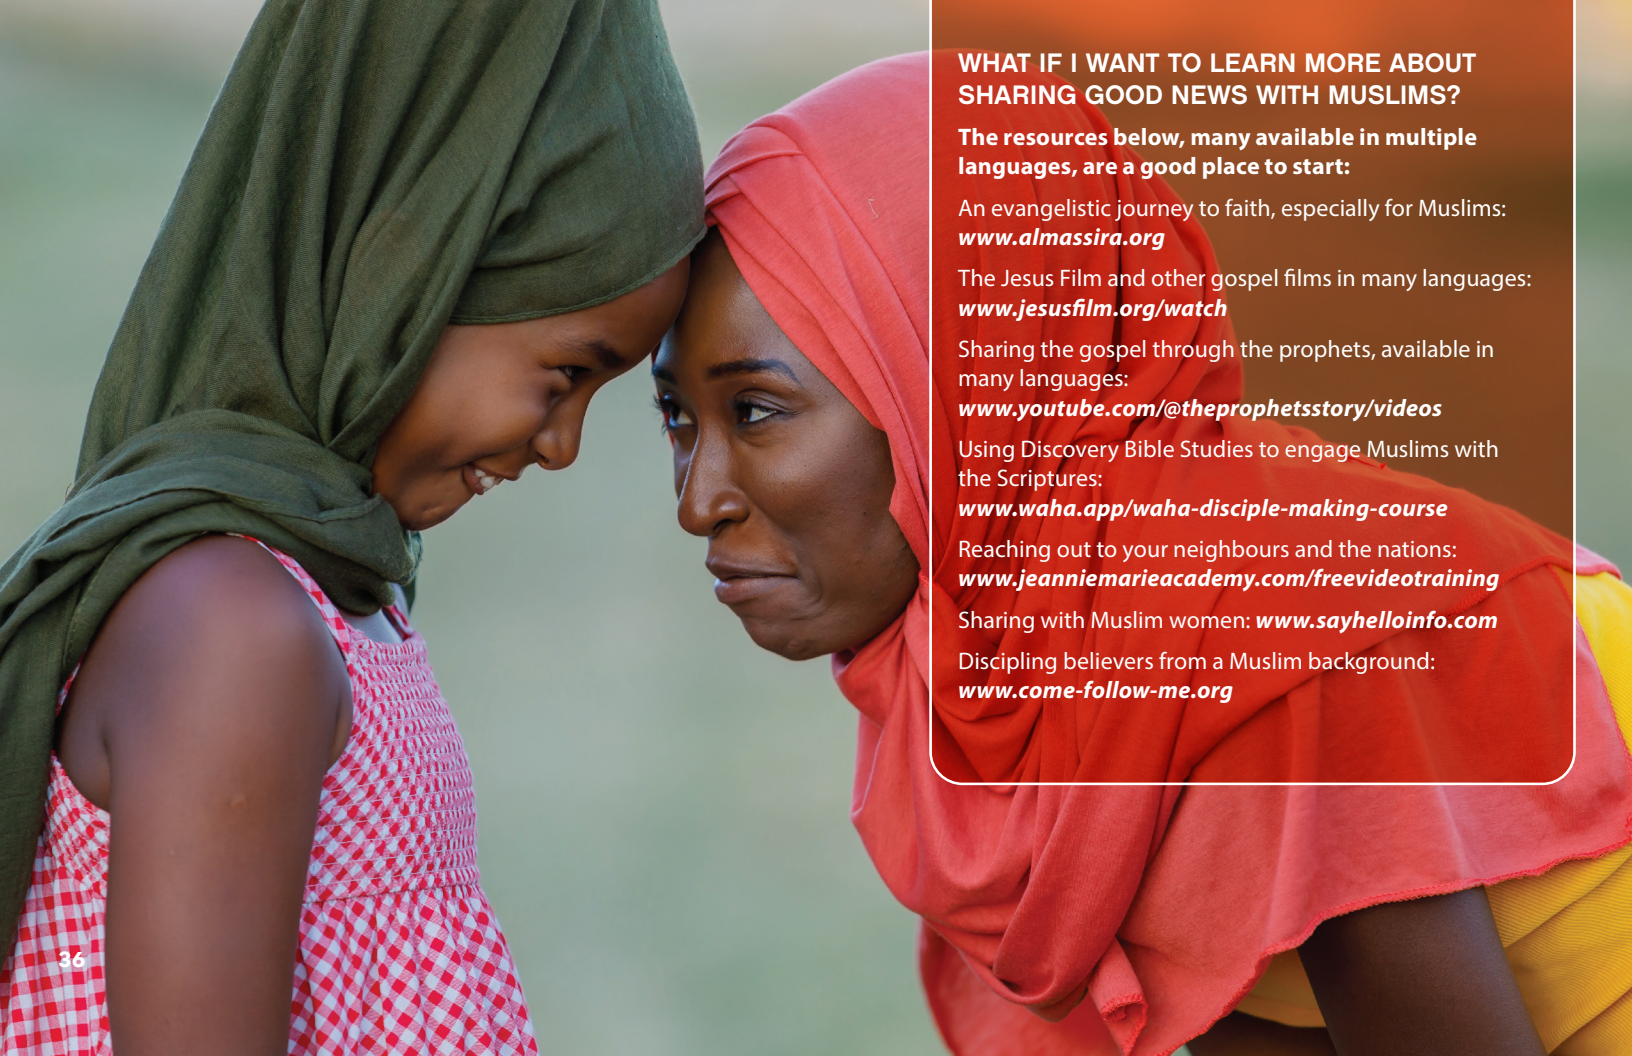 WHAT IF I WANT TO LEARN MORE ABOUT
SHARING GOOD NEWS WITH MUSLIMS?
The resources below, many available in multiple
languages, are a good place to start:
An evangelistic journey to faith, especially for Muslims:
www.almassira.org
The Jesus Film and other gospel films in many languages:
www.jesusfilm.org/watch
Sharing the gospel through the prophets, available in
many languages:
www.youtube.com/@theprophetsstory/videos
Using Discovery Bible Studies to engage Muslims with
the Scriptures:
www.waha.app/waha-disciple-making-course
Reaching out to your neighbours and the nations:
www.jeanniemarieacademy.com/freevideotraining
Sharing with Muslim women: www.sayhelloinfo.com
Discipling believers from a Muslim background:
www.come-follow-me.org
36